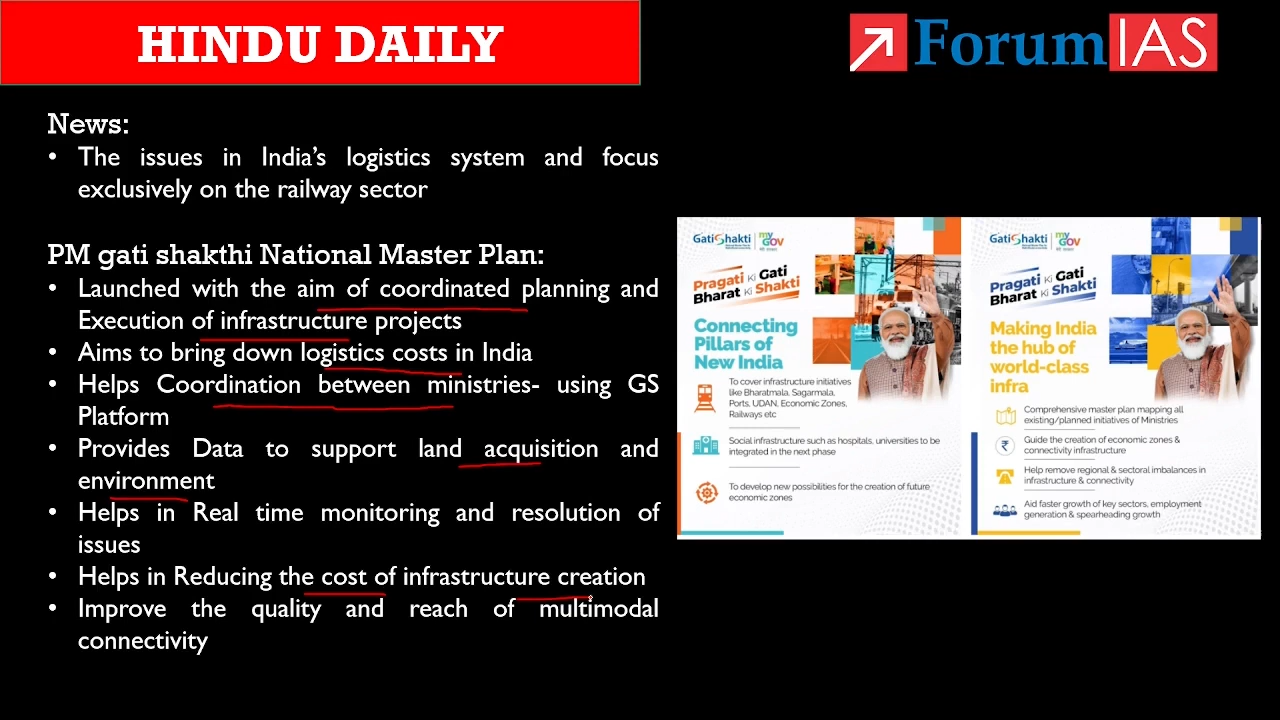 HINDU DAILY
ForumIAS
News:
• The issues in India’s logistics system and focus
exclusively on the railway sector
PM gati shakthi National Master Plan:
• Launched with the aim of coordinated planning and
Execution of infrastructure projects
• Aims to bring down logistics costs in India
• Helps Coordination between ministries- using GS
Platform
• Provides Data to support land acquisition and
environment
• Helps in Real time monitoring and resolution of
issues
• Helps in Reducing the cost of infrastructure creation
• Improve the quality and reach of multimodal
connectivity
GatiShakti
my
GOV
Pragati Ki Gati
Bharat Ki Shakti
Connecting
Pillars of
New India
To cover infrastructure initiatives
like Bharatmala, Sagarmala,
Ports, UDAN, Economic Zones,
Railways etc
Social infrastructure such as hospitals, universities to be
integrated in the next phase
To develop new possibilities for the creation of future
economic zones
GatiShakti
my
GOV
Pragati Ki Gati
Bharat Ki Shakti
Making India
the hub of
world-class
infra
Comprehensive master plan mapping all
existing/planned initiatives of Ministries
Guide the creation of economic zones &
connectivity infrastructure
Help remove regional & sectoral imbalances in
infrastructure & connectivity
Aid faster growth of key sectors, employment
generation & spearheading growth